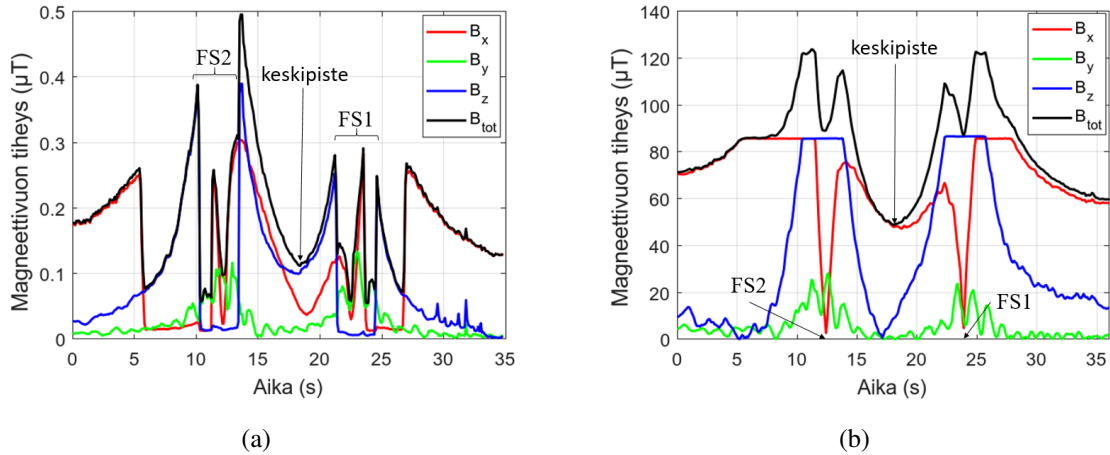 0.5
0.4
0.3
0.2
0.1
0
0 5 10 15 20 25 30 35
Magneettivuon tiheys (µT)
Aika (s)
FS2
keskipiste
FS1
Bx
By
Bz
Btot
(a)
140
120
100
80
60
40
20
0
0 5 10 15 20 25 30 35
Magneettivuon tiheys (µT)
Aika (s)
keskipiste
FS2
FS1
Bx
By
Bz
Btot
(b)